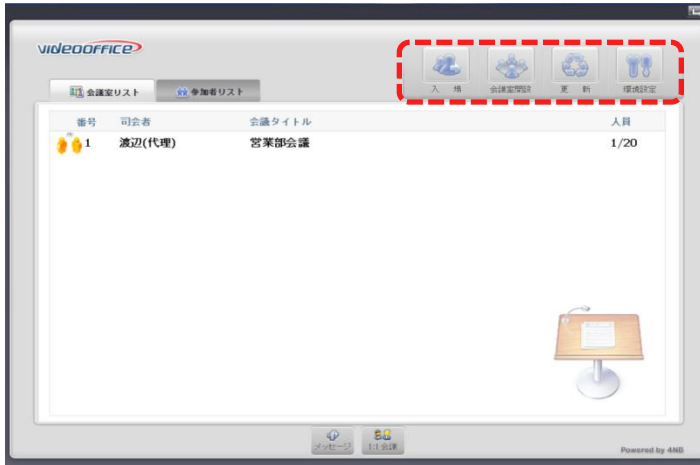 VIDEOOFFICE
入 場
会議室開設
更 新
環境設定
会議室リスト
参加者リスト
番号 司会者 会議タイトル 人員
1 渡辺(代理) 営業部会議 1/20
メッセージ
1:1 会議
Powered by 4NB